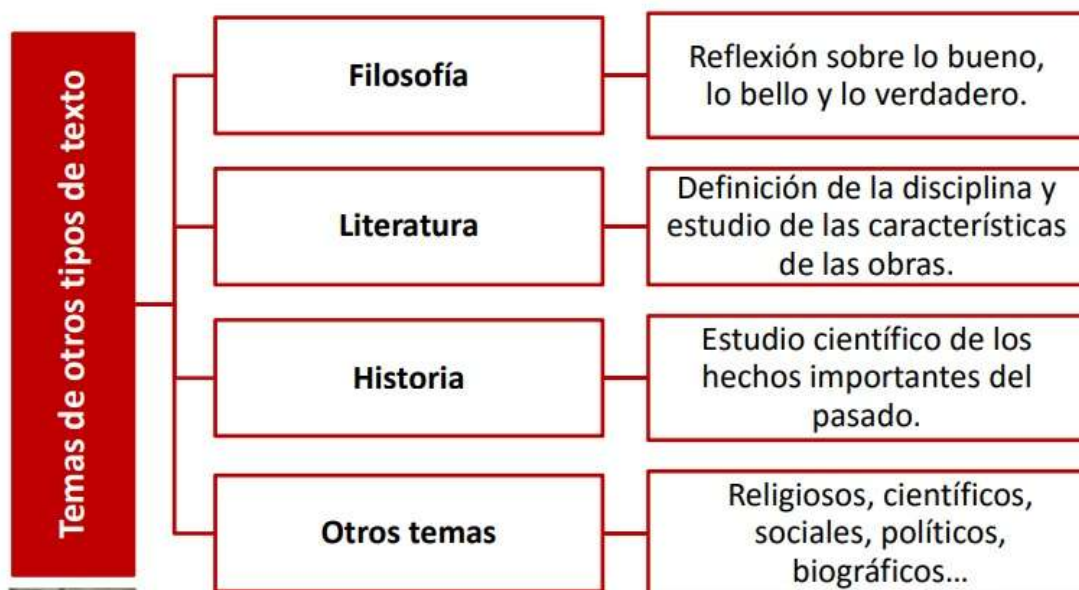 Temas de otros tipos de texto
Filosofía
Reflexión sobre lo bueno,
lo bello y lo verdadero.
Literatura
Definición de la disciplina y
estudio de las características
de las obras.
Historia
Estudio científico de los
hechos importantes del
pasado.
Otros temas
Religiosos, científicos,
sociales, políticos,
biográficos...